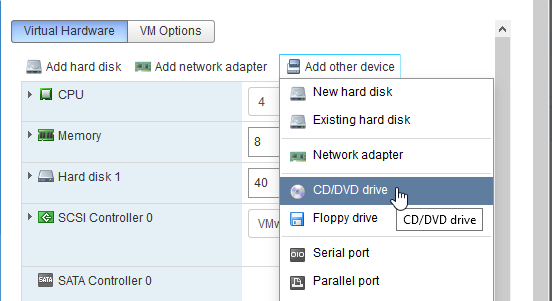 Virtual Hardware VM Options
Add hard disk Add network adapter Add other device
CPU 4
Memory 8
Hard disk 1 40
SCSI Controller 0
SATA Controller 0
New hard disk
Existing hard disk
Network adapter
CD/DVD drive
Floppy drive
CD/DVD drive
Serial port
Parallel port